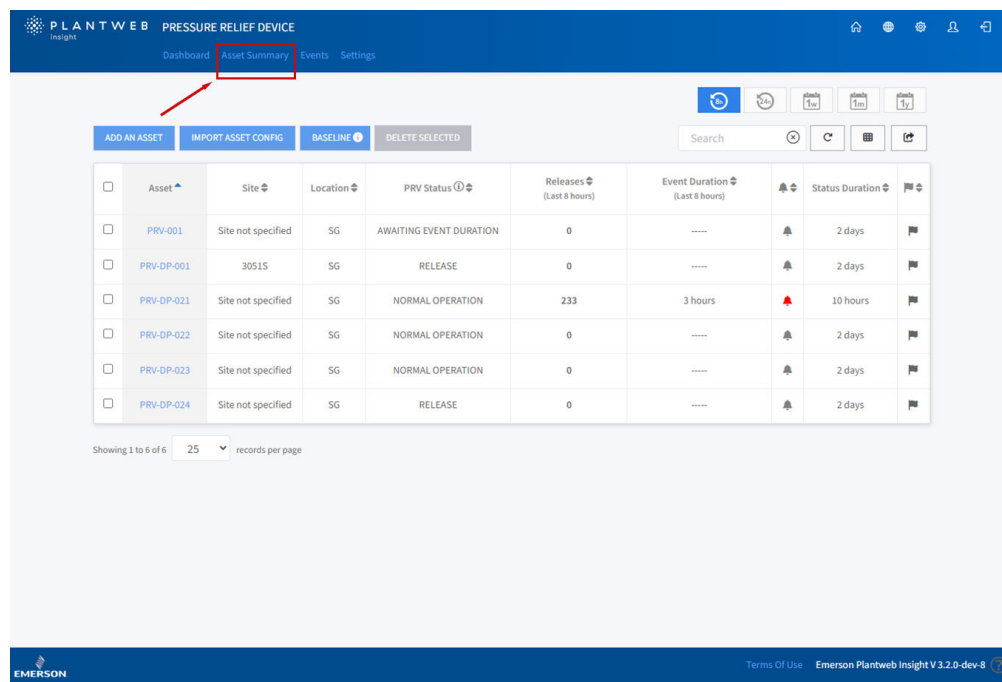 PLANTWEB PRESSURE RELIEF DEVICE
insight
Dashboard Asset Summary Events Settings
8h 24h 1w 1m 1y
ADD AN ASSET IMPORT ASSET CONFIG BASELINE DELETE SELECTED Search
Asset Site Location PRV Status Releases Event Duration Status Duration
(Last 8 hours) (Last 8 hours)
PRV-001 Site not specified SG AWAITING EVENT DURATION 0 ----- 2 days
PRV-DP-001 3051S SG RELEASE 0 ----- 2 days
PRV-DP-021 Site not specified SG NORMAL OPERATION 233 3 hours 10 hours
PRV-DP-022 Site not specified SG NORMAL OPERATION 0 ----- 2 days
PRV-DP-023 Site not specified SG NORMAL OPERATION 0 ----- 2 days
PRV-DP-024 Site not specified SG RELEASE 0 ----- 2 days
Showing 1 to 6 of 6 25 records per page
EMERSON Terms Of Use Emerson Plantweb Insight V 3.2.0-dev-8 ?